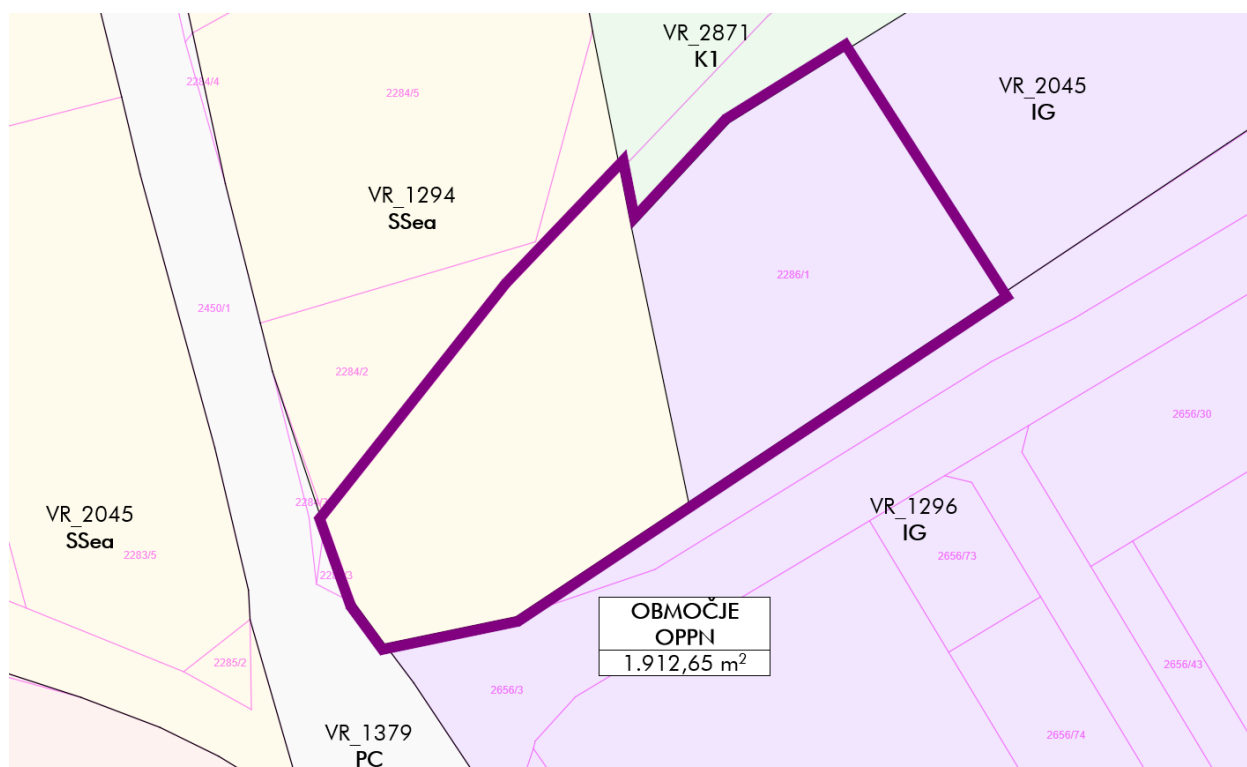 VR_2871
K1
2284/4
2284/5
VR_2045
IG
VR_1294
SSea
2286/1
2450/1
2284/2
2656/30
VR_1296
IG
VR_2045
SSea
2283/5
2656/73
OBMOČJE
OPPN
1.912,65 m²
2285/2
2656/3
2656/43
VR_1379
PC
2656/74